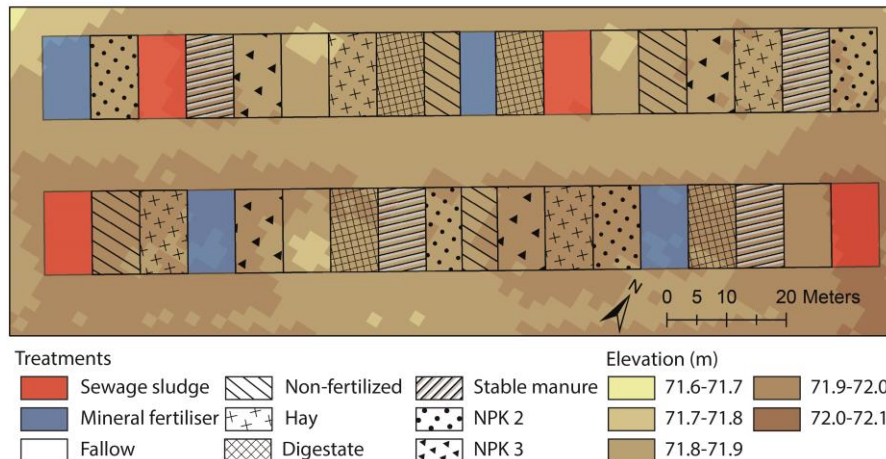 N
0 5 10 20 Meters
Treatments
Sewage sludge
Non-fertilized
Stable manure
Mineral fertiliser
Hay
NPK 2
Fallow
Digestate
NPK 3
Elevation (m)
71.6-71.7
71.9-72.0
71.7-71.8
72.0-72.1
71.8-71.9